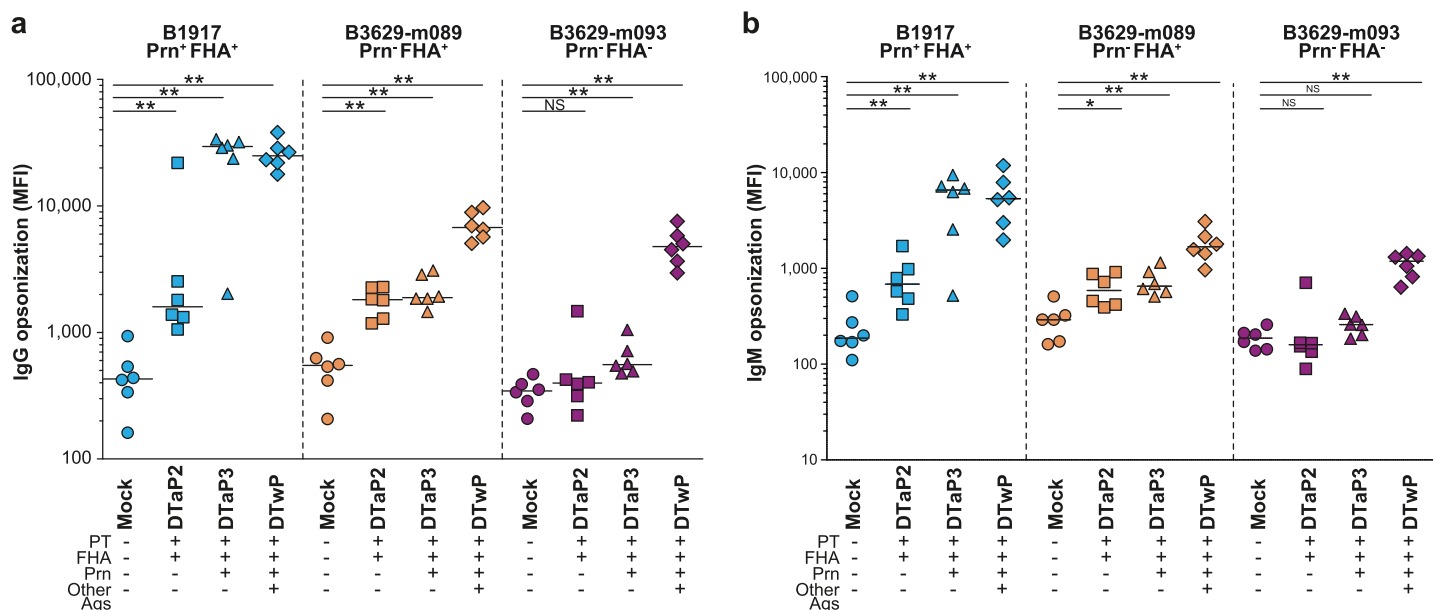 a
B1917
Prn+ FHA+
B3629-m089
Prn- FHA+
B3629-m093
Prn- FHA-
IgG opsonization (MFI)
100,000
10,000
1,000
100
**
**
**
**
**
**
**
**
NS
Mock DTaP2 DTaP3 DTwP Mock DTaP2 DTaP3 DTwP Mock DTaP2 DTaP3 DTwP
PT - + + + - + + + - + + +
FHA - + + + - + + + - + + +
Prn - - + + - - + + - - + +
Other - - - + - - - + - - - +
Ags
b
B1917
Prn+ FHA+
B3629-m089
Prn- FHA+
B3629-m093
Prn- FHA-
IgM opsonization (MFI)
100,000
10,000
1,000
100
10
**
**
**
**
**
*
**
NS
NS
Mock DTaP2 DTaP3 DTwP Mock DTaP2 DTaP3 DTwP Mock DTaP2 DTaP3 DTwP
PT - + + + - + + + - + + +
FHA - + + + - + + + - + + +
Prn - - + + - - + + - - + +
Other - - - + - - - + - - - +
Ags